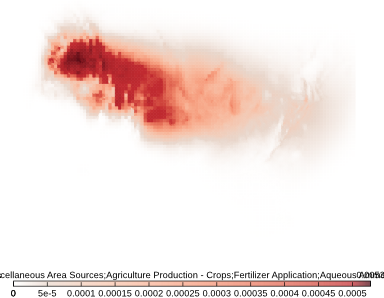 cellaneous Area Sources;Agriculture Production - Crops;Fertilizer Application;Aqueous
0 5e-5 0.0001 0.00015 0.0002 0.00025 0.0003 0.00035 0.0004 0.00045 0.0005